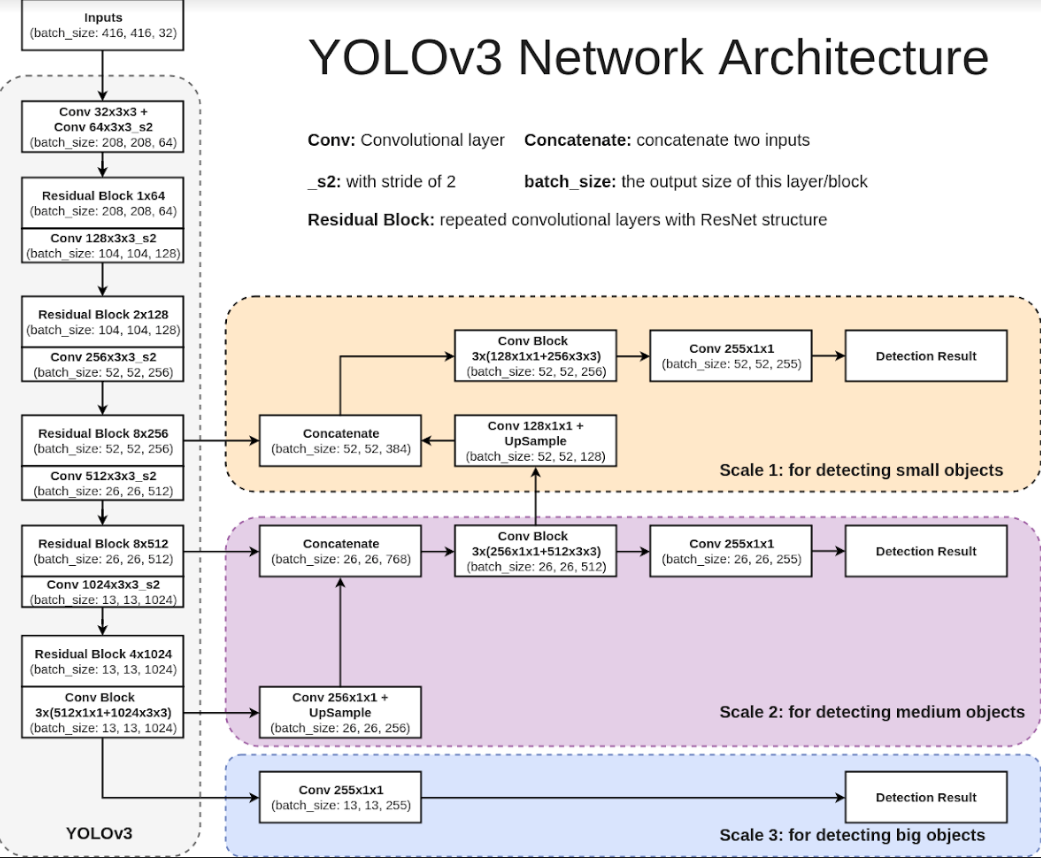 Inputs
(batch_size: 416, 416, 32)
YOLOv3 Network Architecture
Conv: Convolutional layer
Concatenate: concatenate two inputs
_s2: with stride of 2
batch_size: the output size of this layer/block
Residual Block: repeated convolutional layers with ResNet structure
Conv 32x3x3 +
Conv 64x3x3_s2
(batch_size: 208, 208, 64)
Residual Block 1x64
(batch_size: 208, 208, 64)
Conv 128x3x3_s2
(batch_size: 104, 104, 128)
Residual Block 2x128
(batch_size: 104, 104, 128)
Conv 256x3x3_s2
(batch_size: 52, 52, 256)
Residual Block 8x256
(batch_size: 52, 52, 256)
Conv 512x3x3_s2
(batch_size: 26, 26, 512)
Residual Block 8x512
(batch_size: 26, 26, 512)
Conv 1024x3x3_s2
(batch_size: 13, 13, 1024)
Residual Block 4x1024
(batch_size: 13, 13, 1024)
Conv Block
3x(512x1x1+1024x3x3)
(batch_size: 13, 13, 1024)
YOLOv3
Conv Block
3x(128x1x1+256x3x3)
(batch_size: 52, 52, 256)
Conv 255x1x1
(batch_size: 52, 52, 255)
Detection Result
Concatenate
(batch_size: 52, 52, 384)
Conv 128x1x1 +
UpSample
(batch_size: 52, 52, 128)
Scale 1: for detecting small objects
Concatenate
(batch_size: 26, 26, 768)
Conv Block
3x(256x1x1+512x3x3)
(batch_size: 26, 26, 512)
Conv 255x1x1
(batch_size: 26, 26, 255)
Detection Result
Conv 256x1x1 +
UpSample
(batch_size: 26, 26, 256)
Scale 2: for detecting medium objects
Conv 255x1x1
(batch_size: 13, 13, 255)
Detection Result
Scale 3: for detecting big objects